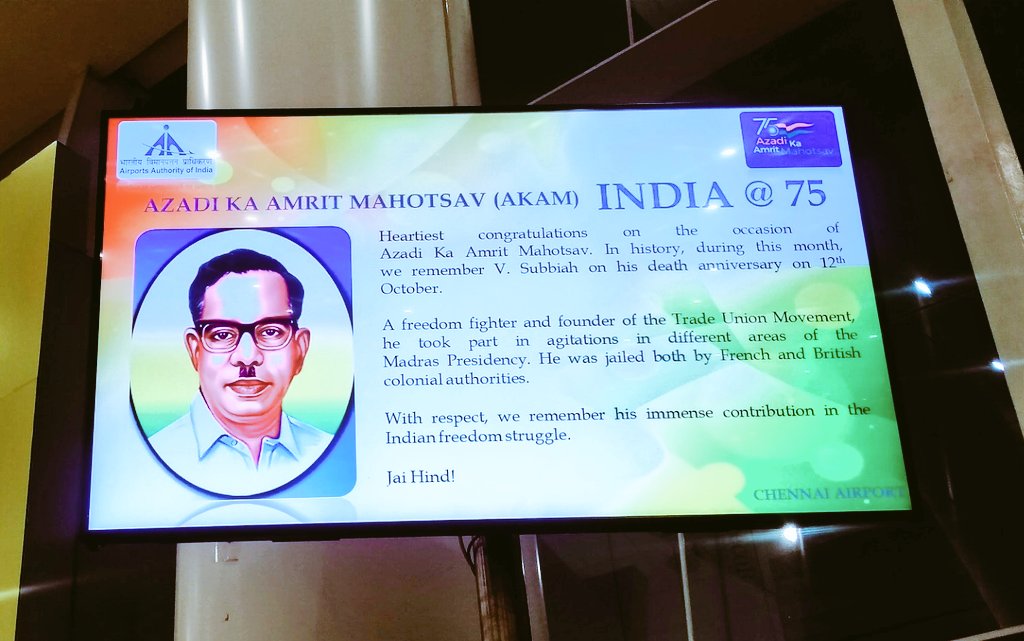 भारतीय विमानपत्तन प्राधिकरण
Airports Authority of India
75
Azadi Ka
Amrit Mahotsav
AZADI KA AMRIT MAHOTSAV (AKAM) INDIA @ 75
Heartiest congratulations on the occasion of
Azadi Ka Amrit Mahotsav. In history, during this month,
we remember V. Subbiah on his death anniversary on 12th
October.
A freedom fighter and founder of the Trade Union Movement,
he took part in agitations in different areas of the
Madras Presidency. He was jailed both by French and British
colonial authorities.
With respect, we remember his immense contribution in the
Indian freedom struggle.
Jai Hind!
CHENNAI AIRPORT